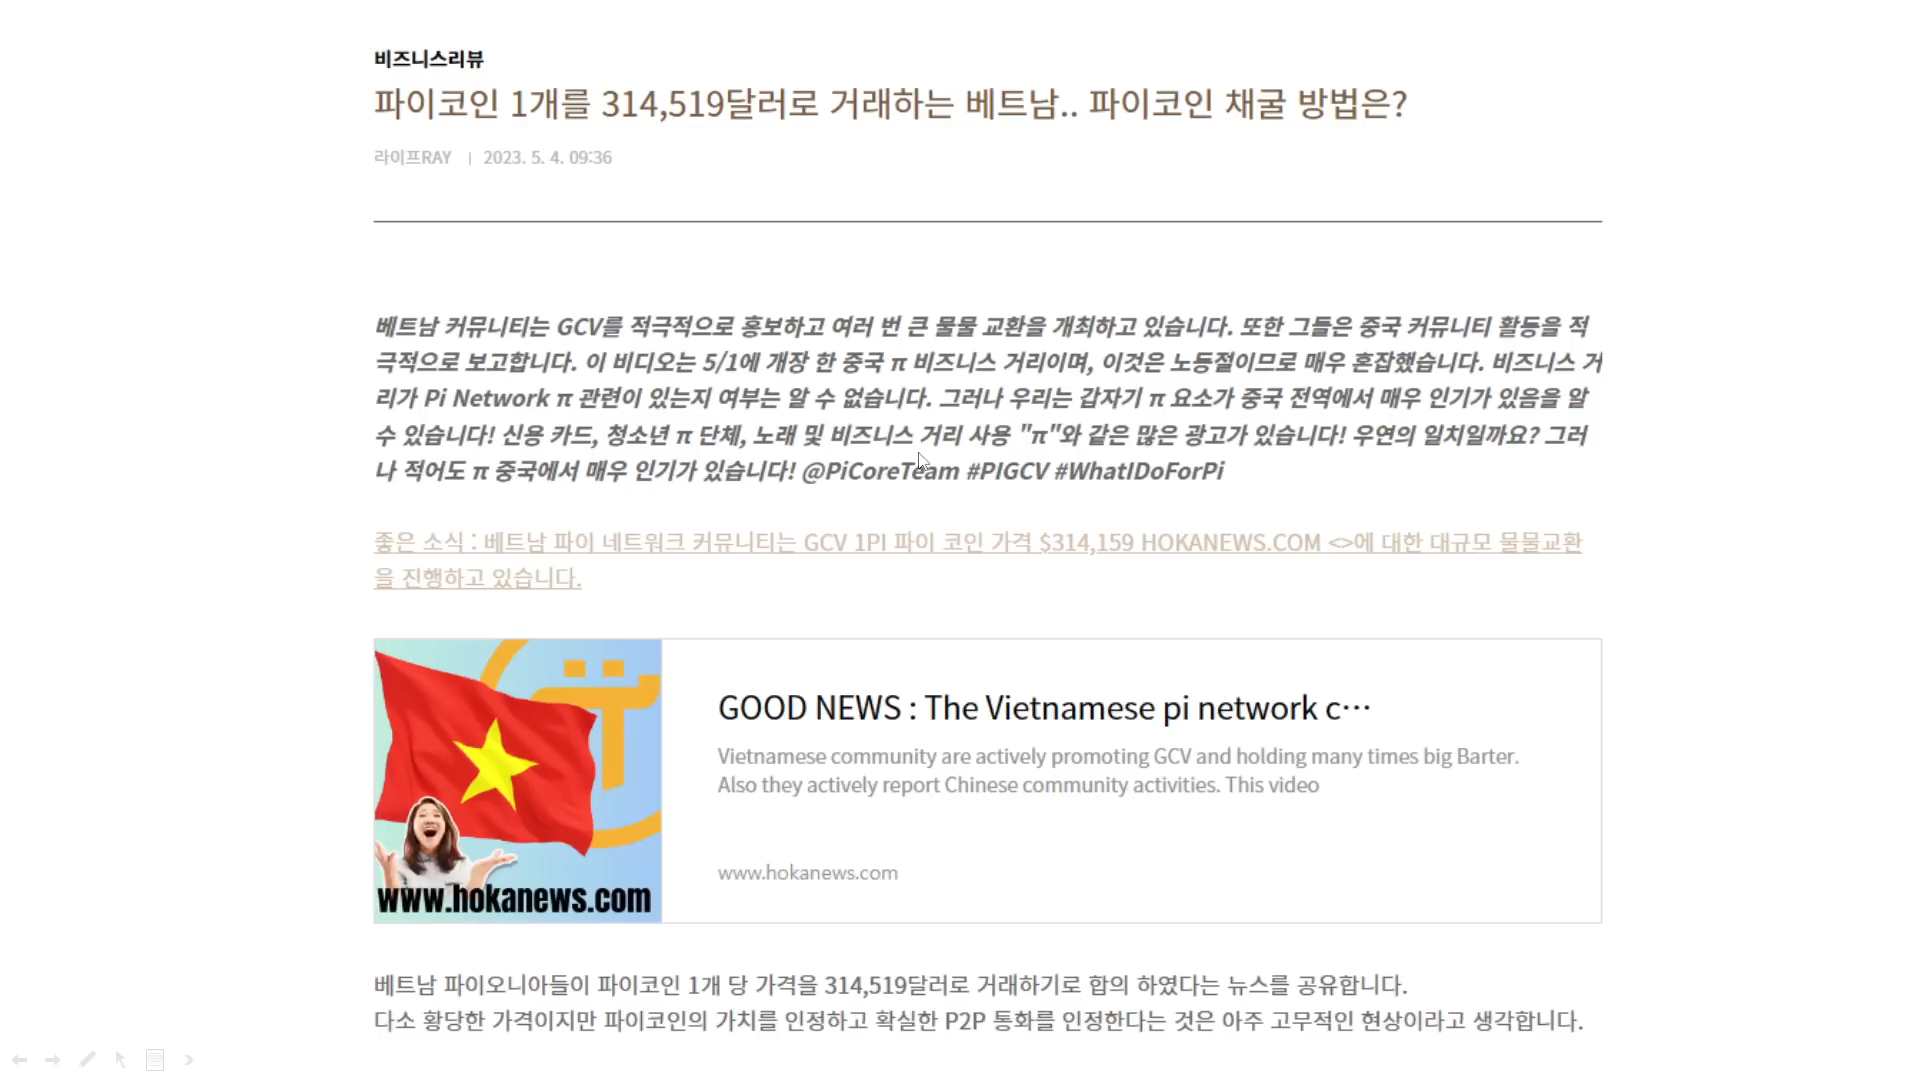 비즈니스리뷰
파이코인 1개를 314,519달러로 거래하는 베트남.. 파이코인 채굴 방법은?
라이프RAY | 2023. 5. 4. 09:36
베트남 커뮤니티는 GCV를 적극적으로 홍보하고 여러 번 큰 물물 교환을 개최하고 있습니다. 또한 그들은 중국 커뮤니티 활동을 적
극적으로 보고합니다. 이 비디오는 5/1에 개장 한 중국 π 비즈니스 거리이며, 이것은 노동절이므로 매우 혼잡했습니다. 비즈니스 거
리가 Pi Network π 관련이 있는지 여부는 알 수 없습니다. 그러나 우리는 갑자기 π 요소가 중국 전역에서 매우 인기가 있음을 알
수 있습니다! 신용 카드, 청소년 π 단체, 노래 및 비즈니스 거리 사용 "π"와 같은 많은 광고가 있습니다! 우연의 일치일까요? 그러
나 적어도 π 중국에서 매우 인기가 있습니다! @PiCoreTeam #PIGCV #WhatIDoForPi
좋은 소식 : 베트남 파이 네트워크 커뮤니티는 GCV 1PI 파이 코인 가격 $314,159 HOKANEWS.COM <>에 대한 대규모 물물교환
을 진행하고 있습니다.
GOOD NEWS : The Vietnamese pi network c…
Vietnamese community are actively promoting GCV and holding many times big Barter.
Also they actively report Chinese community activities. This video
www.hokanews.com
www.hokanews.com
베트남 파이오니아들이 파이코인 1개 당 가격을 314,519달러로 거래하기로 합의 하였다는 뉴스를 공유합니다.
다소 황당한 가격이지만 파이코인의 가치를 인정하고 확실한 P2P 통화를 인정한다는 것은 아주 고무적인 현상이라고 생각합니다.